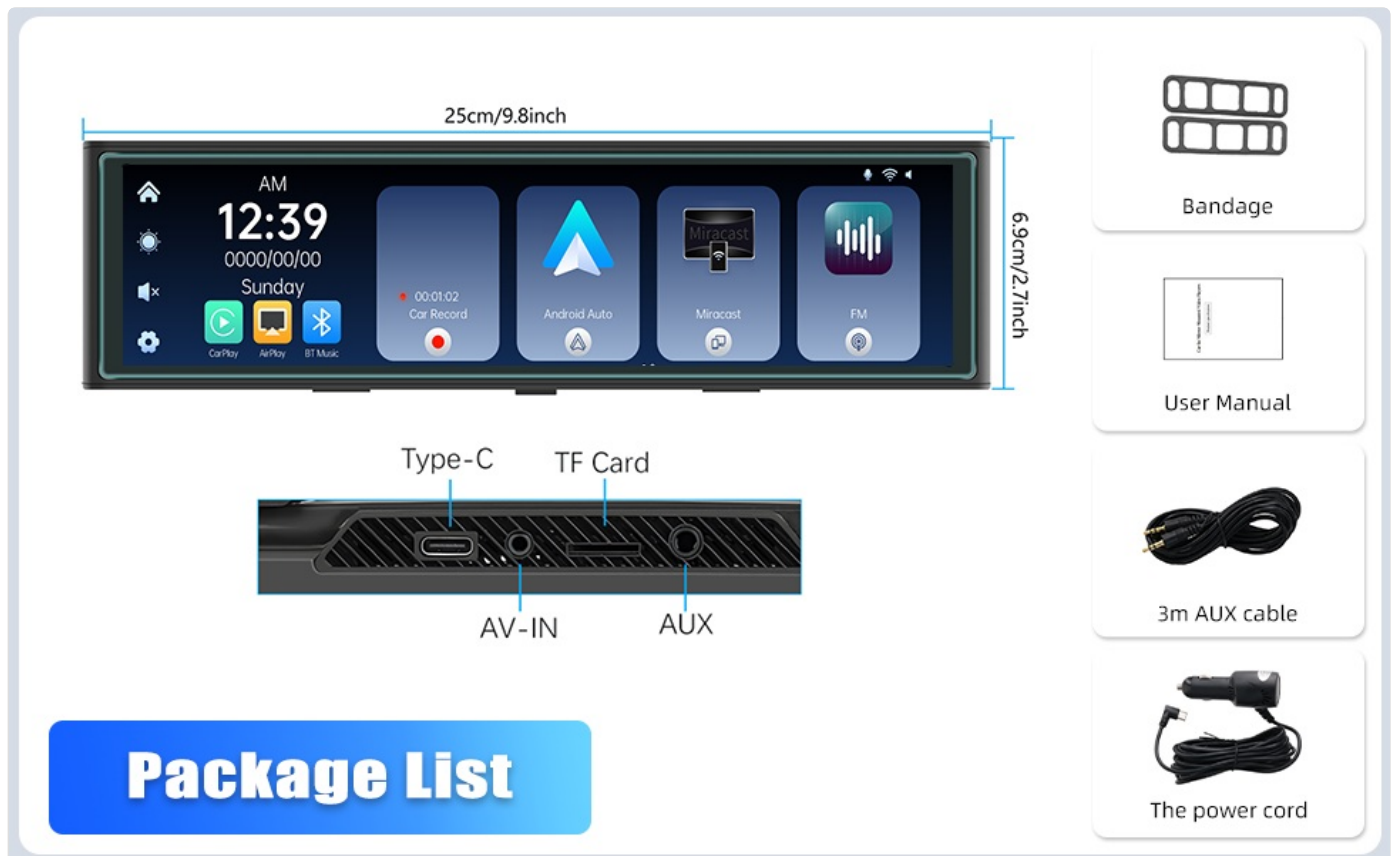 25cm/9.8inch
6.9cm/2.7inch
AM
12:39
0000/00/00
Sunday
CarPlay
AirPlay
BT Music
00:01:02
Car Record
Android Auto
Miracast
Miracast
FM
Type-C
TF Card
AV-IN
AUX
Package List
Bandage
User Manual
3m AUX cable
The power cord